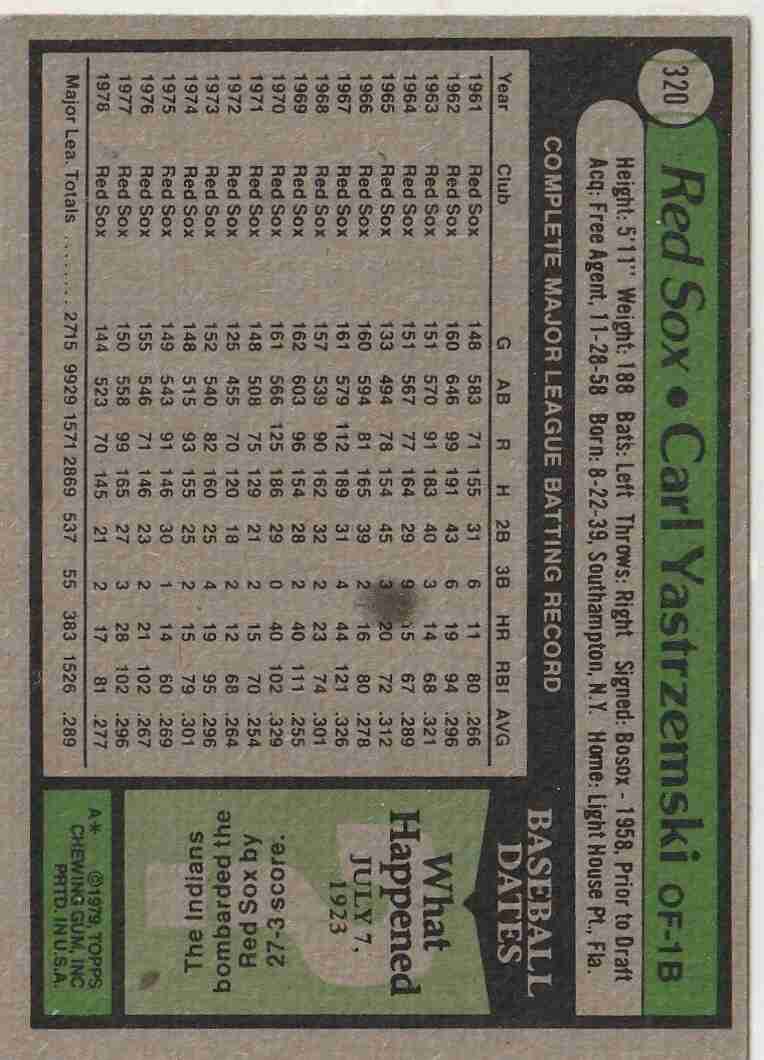 320
Red Sox • Carl Yastrzemski OF-1B
Height: 5'11" Weight: 188 Bats: Left Throws: Right Signed: Bosox - 1958, Prior to Draft
Acq: Free Agent, 11-28-58 Born: 8-22-39, Southampton, N.Y. Home: Light House Pt., Fla.
COMPLETE MAJOR LEAGUE BATTING RECORD
Year Club G AB R H 2B 3B HR RBI AVG
1961 Red Sox 148 583 71 155 31 6 11 80 .266
1962 Red Sox 160 646 99 191 43 6 19 94 .296
1963 Red Sox 151 570 91 183 40 3 14 68 .321
1964 Red Sox 151 567 77 164 29 9 15 67 .289
1965 Red Sox 133 494 78 154 45 3 20 72 .312
1966 Red Sox 160 594 81 165 39 2 16 80 .278
1967 Red Sox 161 579 112 189 31 4 44 121 .326
1968 Red Sox 157 539 90 162 32 2 23 74 .301
1969 Red Sox 162 603 96 154 28 2 40 111 .255
1970 Red Sox 161 566 125 186 29 0 40 102 .329
1971 Red Sox 148 508 75 129 21 2 15 70 .254
1972 Red Sox 125 455 70 120 18 2 12 68 .264
1973 Red Sox 152 540 82 160 25 4 19 95 .296
1974 Red Sox 148 515 93 155 25 2 15 79 .301
1975 Red Sox 149 543 91 146 30 1 14 60 .269
1976 Red Sox 155 546 71 146 23 2 21 102 .267
1977 Red Sox 150 558 99 165 27 3 28 102 .296
1978 Red Sox 144 523 70 145 21 2 17 81 .277
Major Lea. Totals ........ 2715 9929 1571 2869 537 55 383 1526 .289
BASEBALL
DATES
What
Happened
JULY 7,
1923
The Indians
bombarded the
Red Sox by
27-3 score.
A* ©1979, TOPPS
CHEWING GUM, INC
PRTD. IN U.S.A.